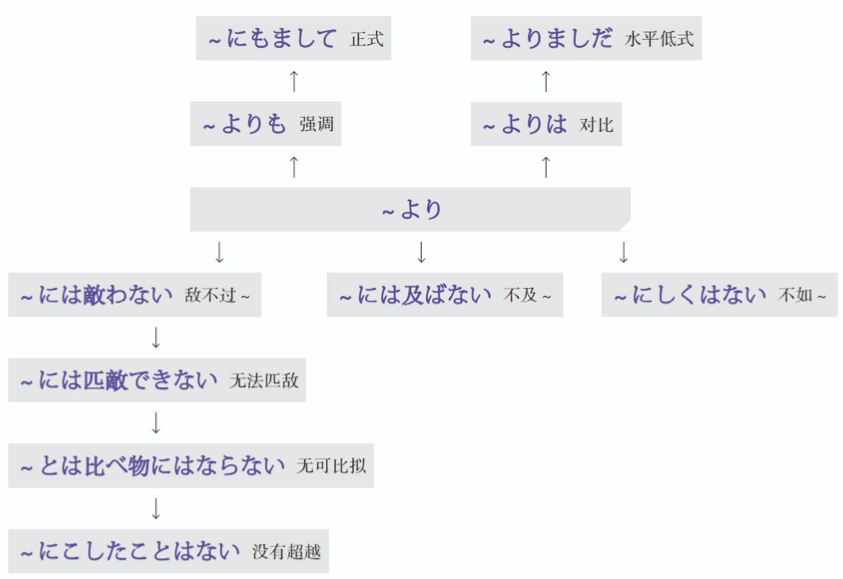 ~にもまして 正式
~よりましだ 水平低式
↑ ↑
~よりも 强调
~よりは 对比
↑ ↑
~より
↓ ↓ ↓
~には敵わない 敌不过~
~には及ばない 不及~
~にしくはない 不如~
↓
~には匹敵できない 无法匹敌
↓
~とは比べ物にはならない 无可比拟
↓
~にこしたことはない 没有超越